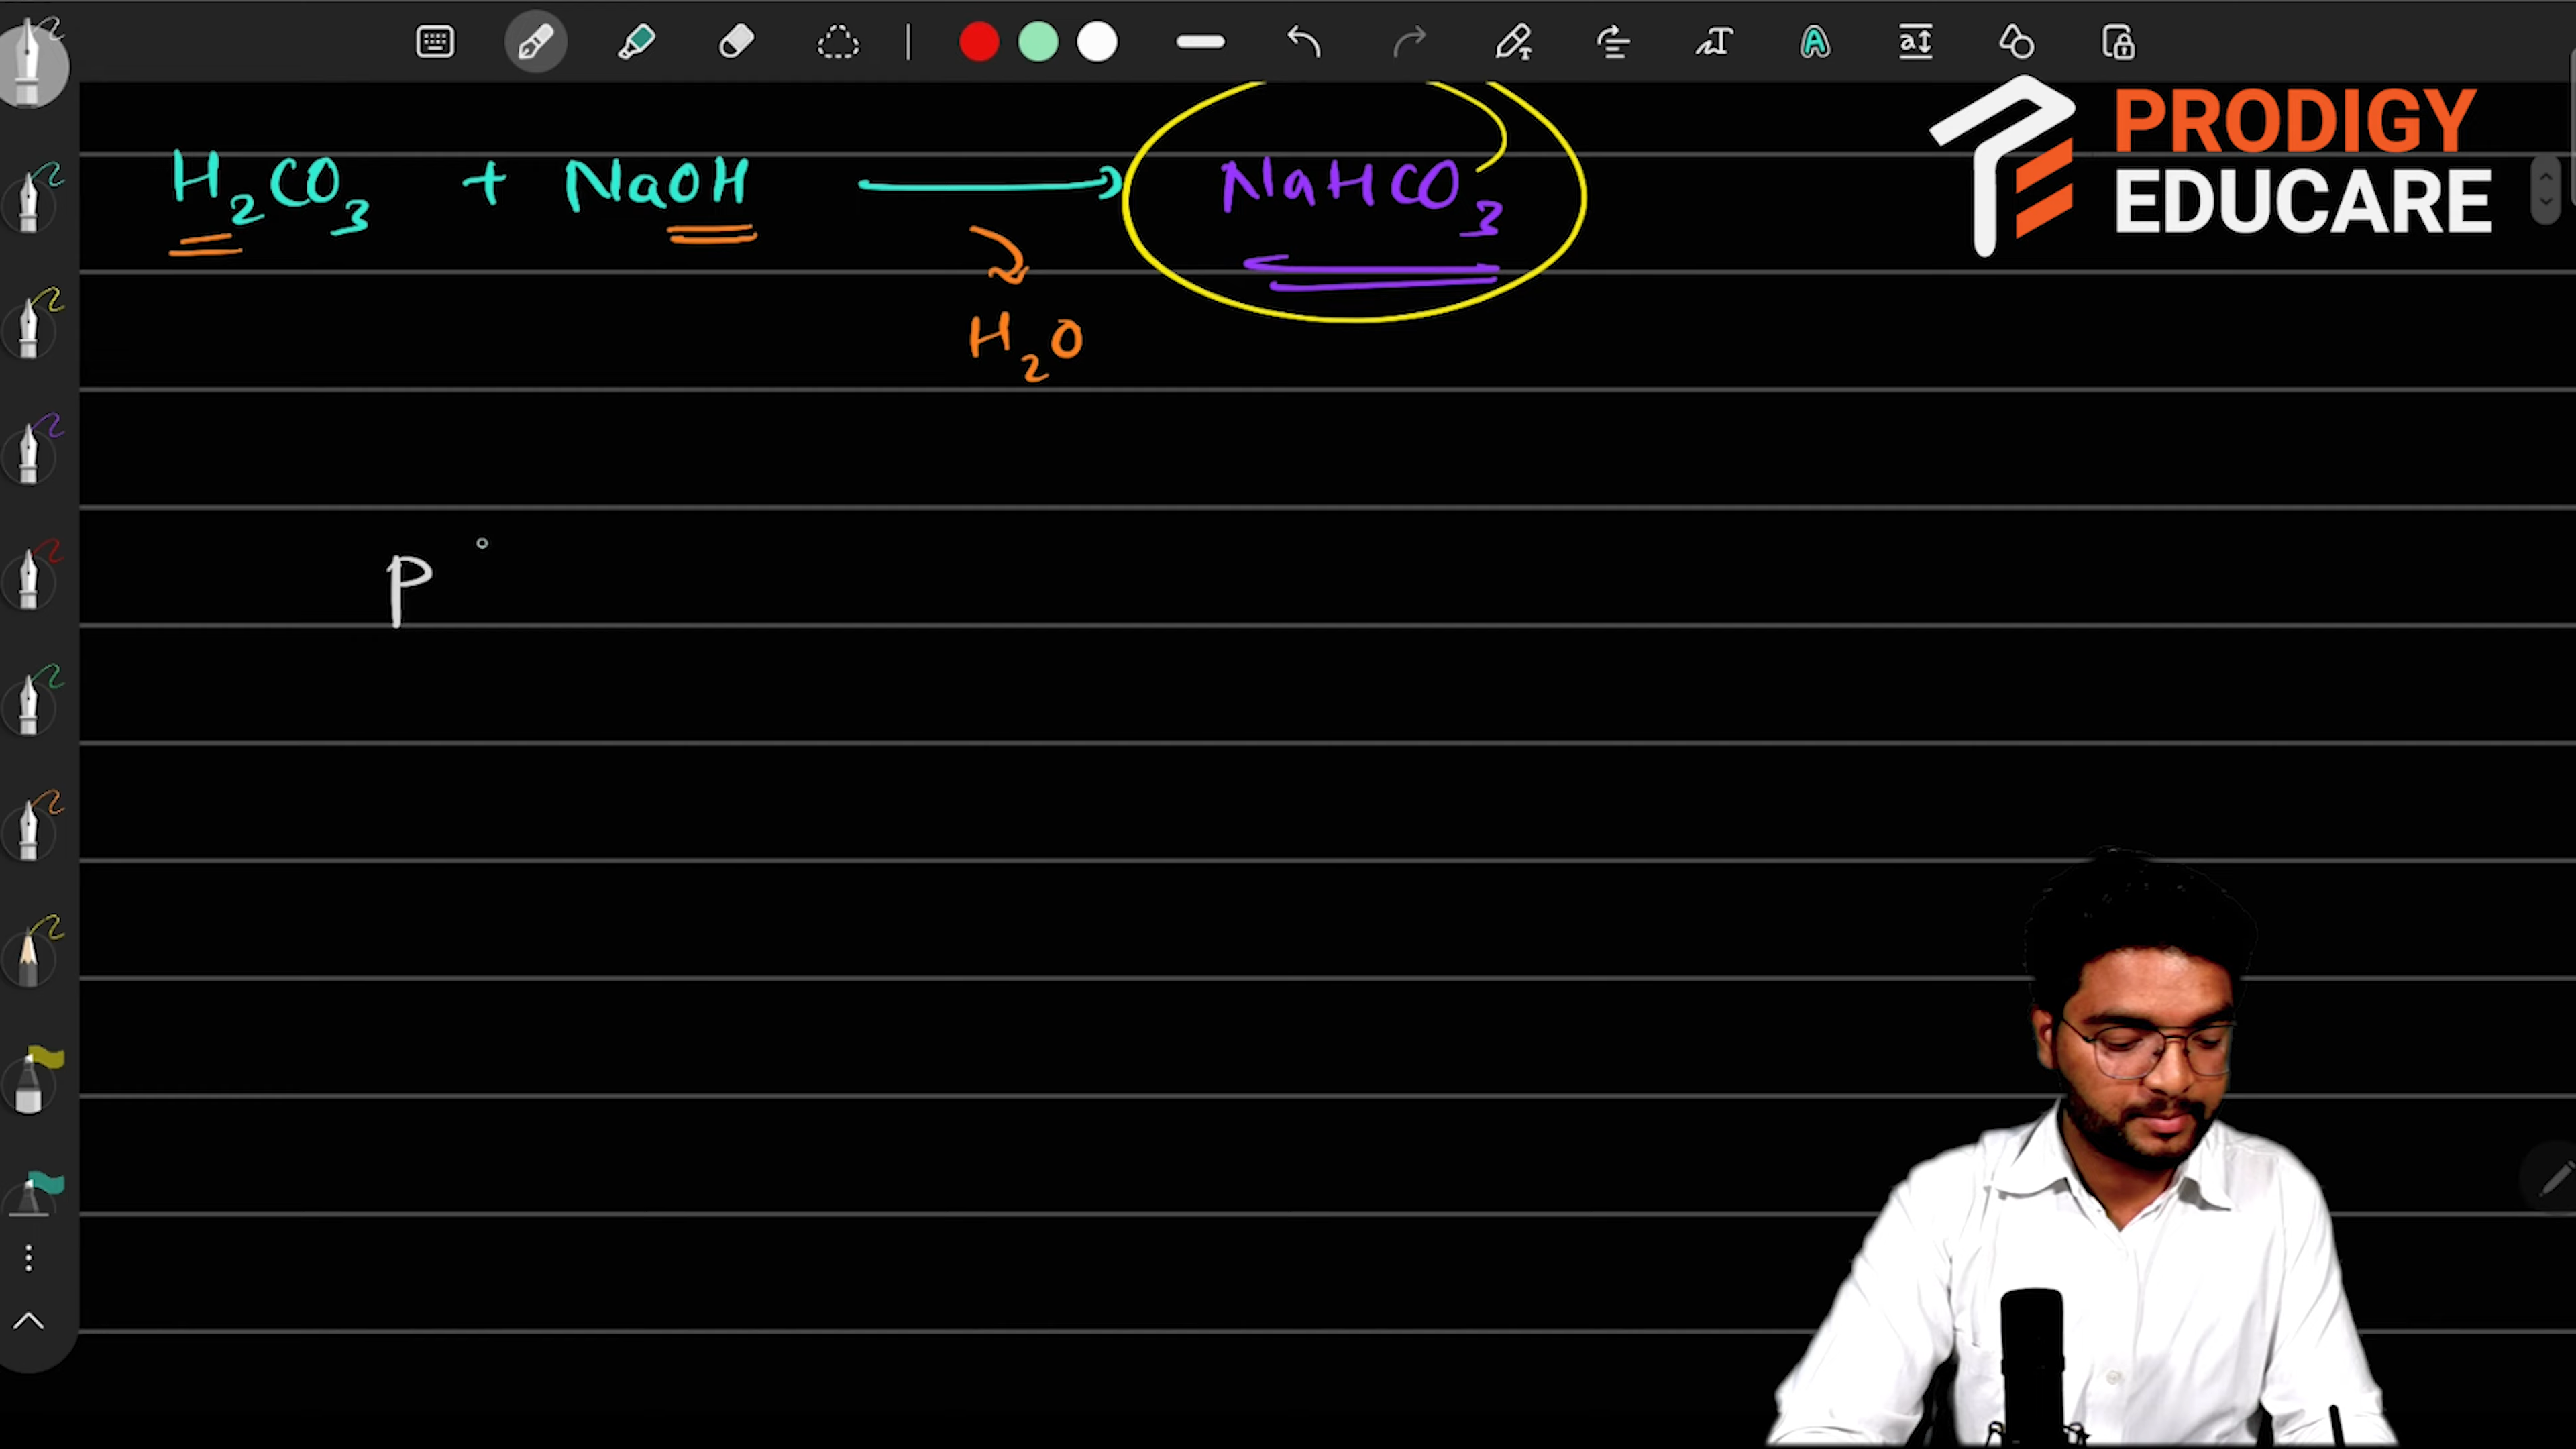 PRODIGY
EDUCARE
H₂CO₃ + NaOH ⟶ NaHCO₃
H₂O
P